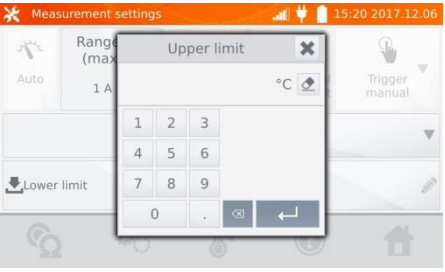 Measurement settings 15:20 2017.12.06
Range
(max
Auto
1 A
Upper limit
°C
Trigger
manual
1 2 3
4 5 6
7 8 9
0 .
Lower limit